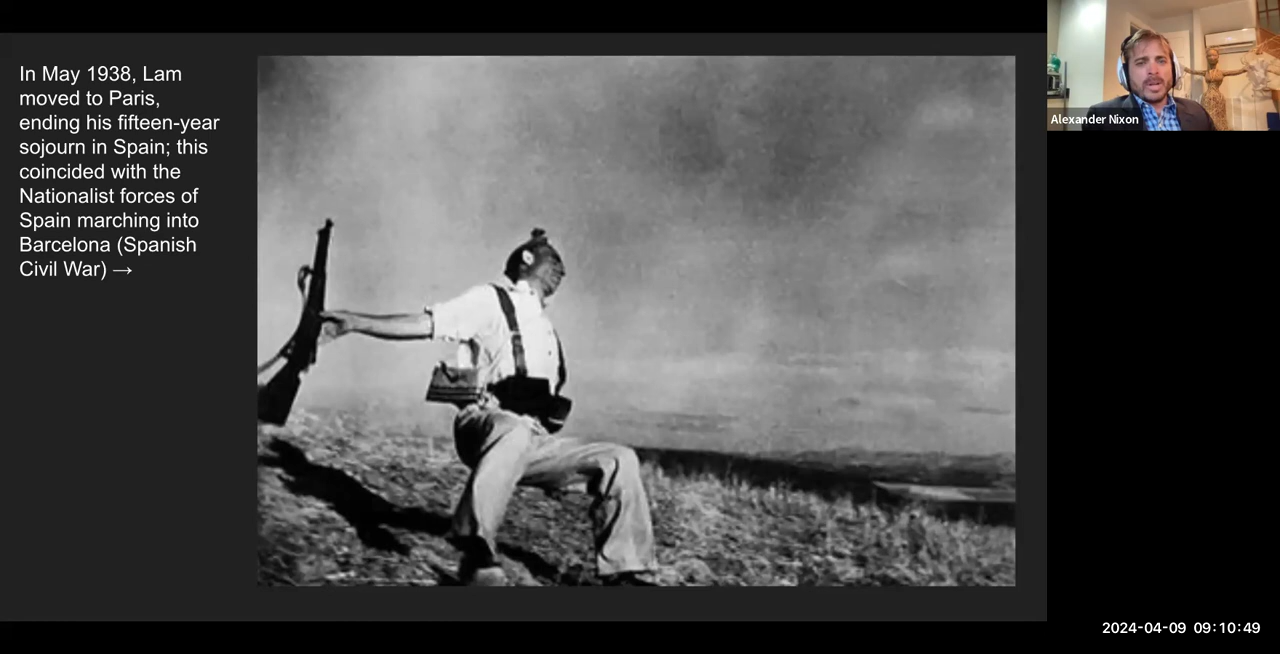 In May 1938, Lam
moved to Paris,
ending his fifteen-year
sojourn in Spain; this
coincided with the
Nationalist forces of
Spain marching into
Barcelona (Spanish
Civil War) →
Alexander Nixon
2024-04-09 09:10:49